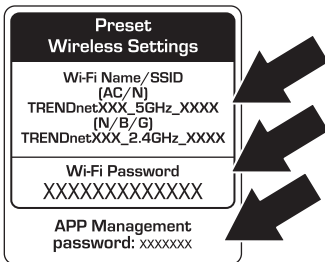 Preset
Wireless Settings
Wi-Fi Name/SSID
(AC/N)
TRENDnetXXX_5GHz_XXXX
(N/B/G)
TRENDnetXXX_2.4GHz_XXXX
Wi-Fi Password
XXXXXXXXXXXXX
APP Management
password: XXXXXXX